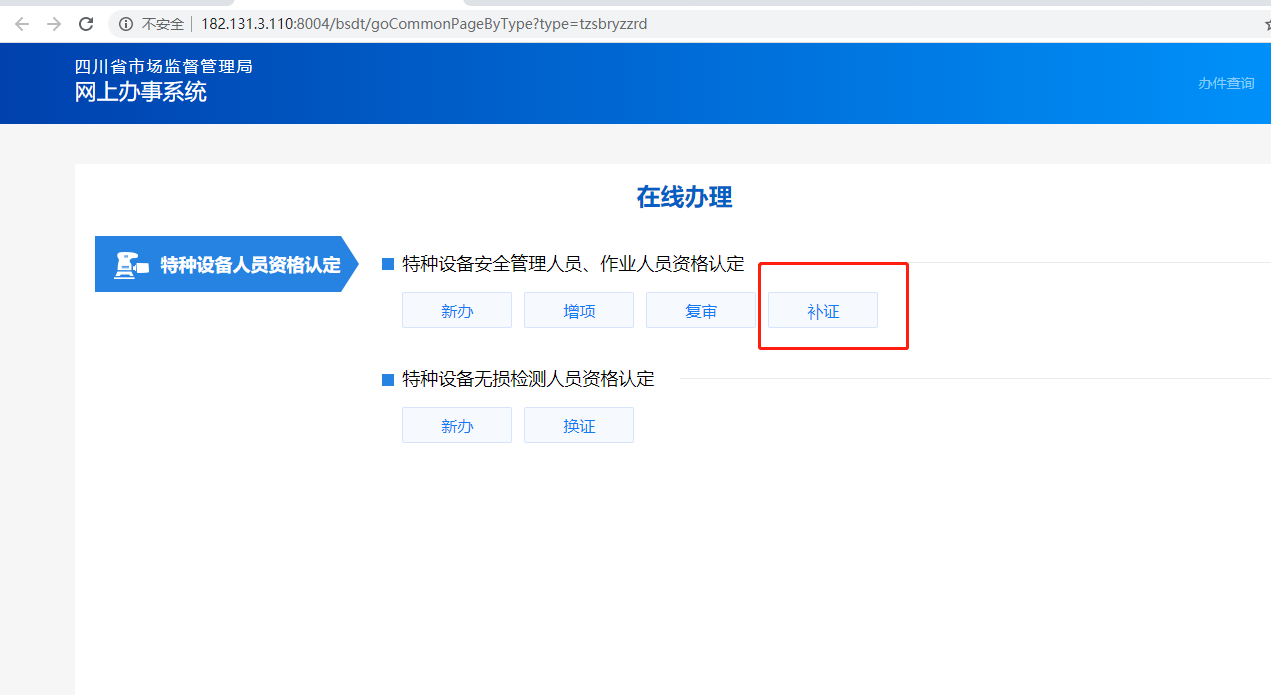 不安全 182.131.3.110:8004/bsdt/goCommonPageByType?type=tzsbryzzrd
四川省市场监督管理局
网上办事系统
办件查询
在线办理
特种设备人员资格认定
特种设备安全管理人员、作业人员资格认定
新办 增项 复审 补证
特种设备无损检测人员资格认定
新办 换证